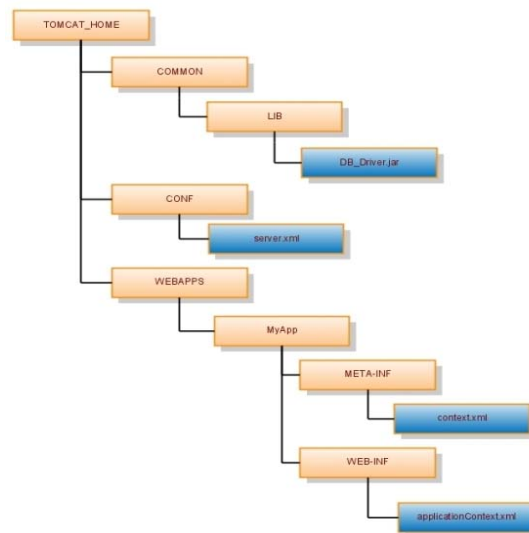 TOMCAT_HOME
COMMON
LIB
DB_Driver.jar
CONF
server.xml
WEBAPPS
MyApp
META-INF
context.xml
WEB-INF
applicationContext.xml